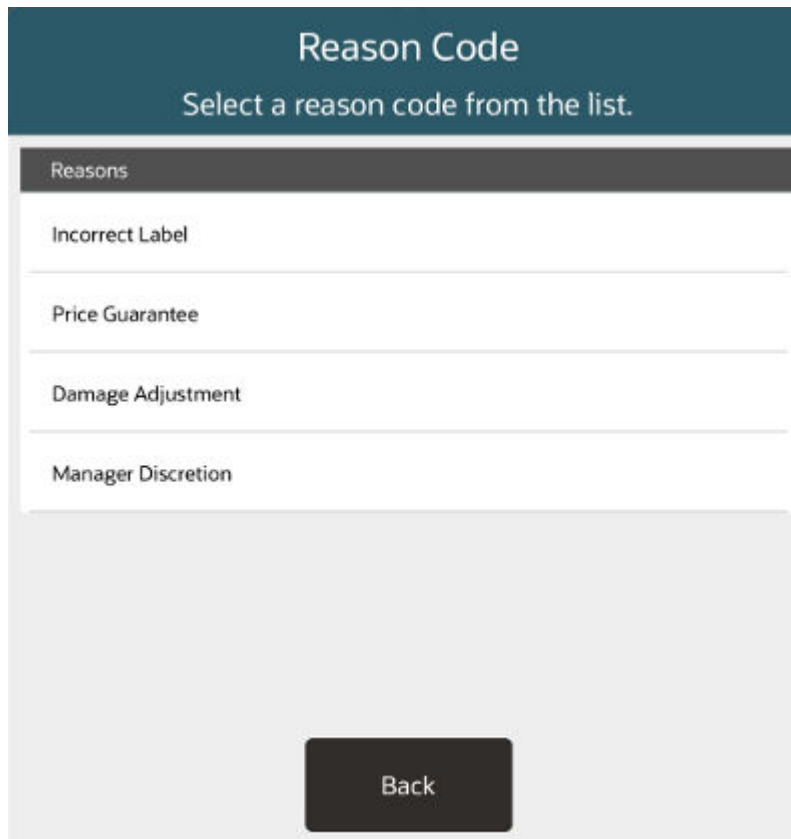 Reason Code
Select a reason code from the list.
Reasons
Incorrect Label
Price Guarantee
Damage Adjustment
Manager Discretion
Back